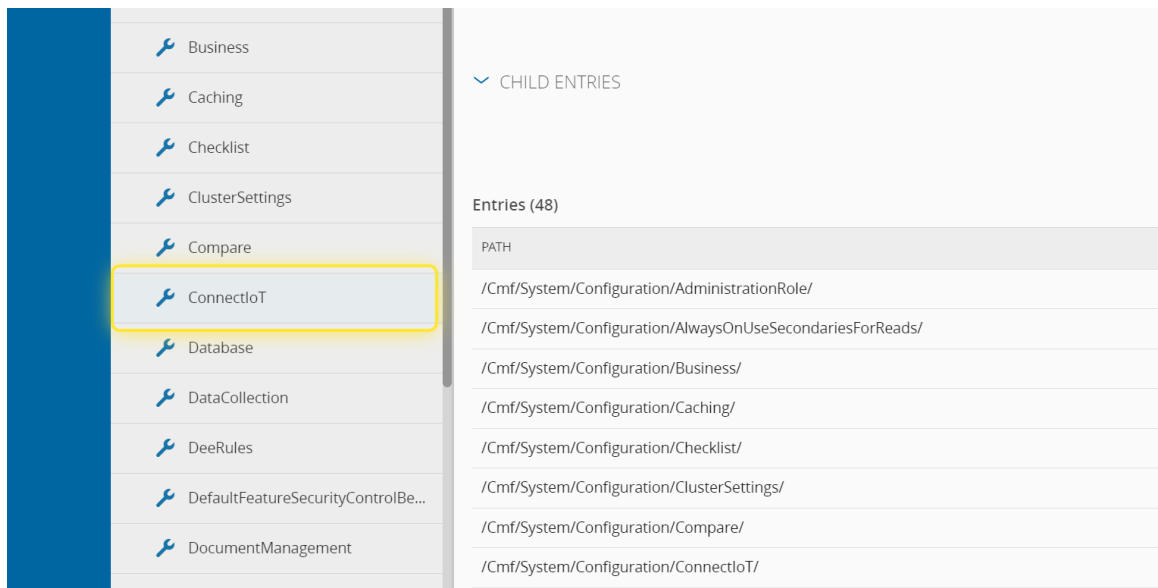 Business
Caching
Checklist
ClusterSettings
Compare
ConnectIoT
Database
DataCollection
DeeRules
DefaultFeatureSecurityControlBe...
DocumentManagement
CHILD ENTRIES
Entries (48)
PATH
/Cmf/System/Configuration/AdministrationRole/
/Cmf/System/Configuration/AlwaysOnUseSecondariesForReads/
/Cmf/System/Configuration/Business/
/Cmf/System/Configuration/Caching/
/Cmf/System/Configuration/Checklist/
/Cmf/System/Configuration/ClusterSettings/
/Cmf/System/Configuration/Compare/
/Cmf/System/Configuration/ConnectIoT/